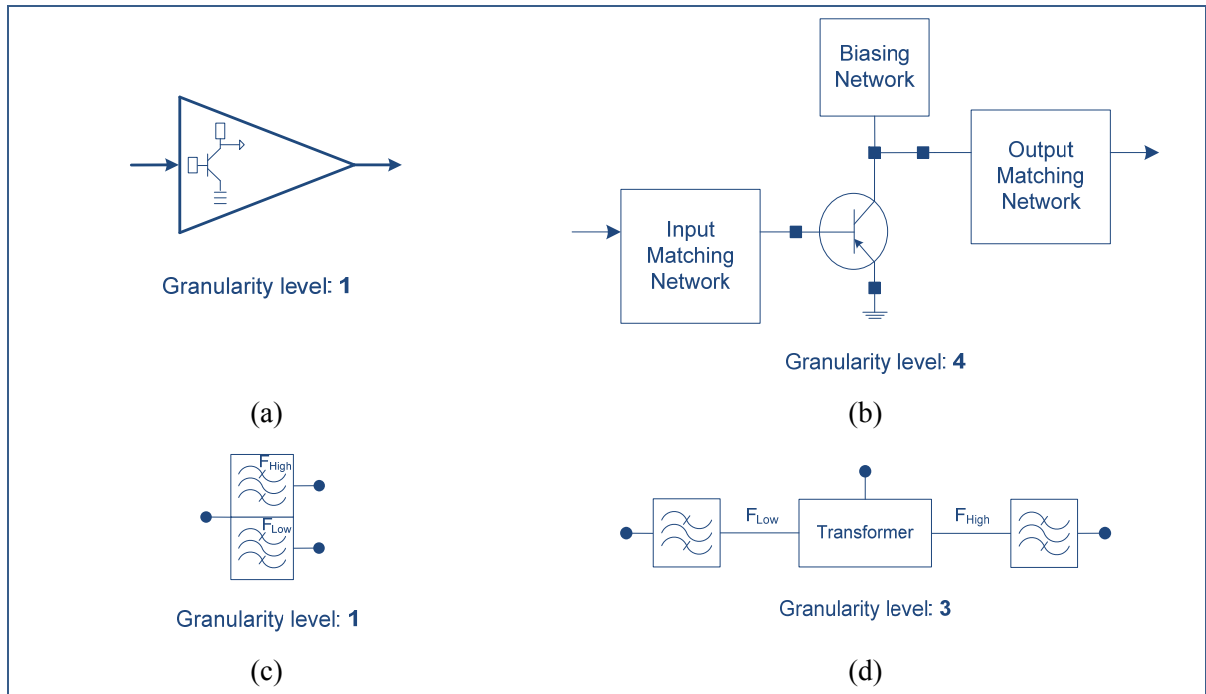 Biasing
Network
Input
Matching
Network
Output
Matching
Network
Granularity level: 1
Granularity level: 4
(a)
(b)
FHigh
FLow
FLow
Transformer
FHigh
Granularity level: 1
Granularity level: 3
(c)
(d)